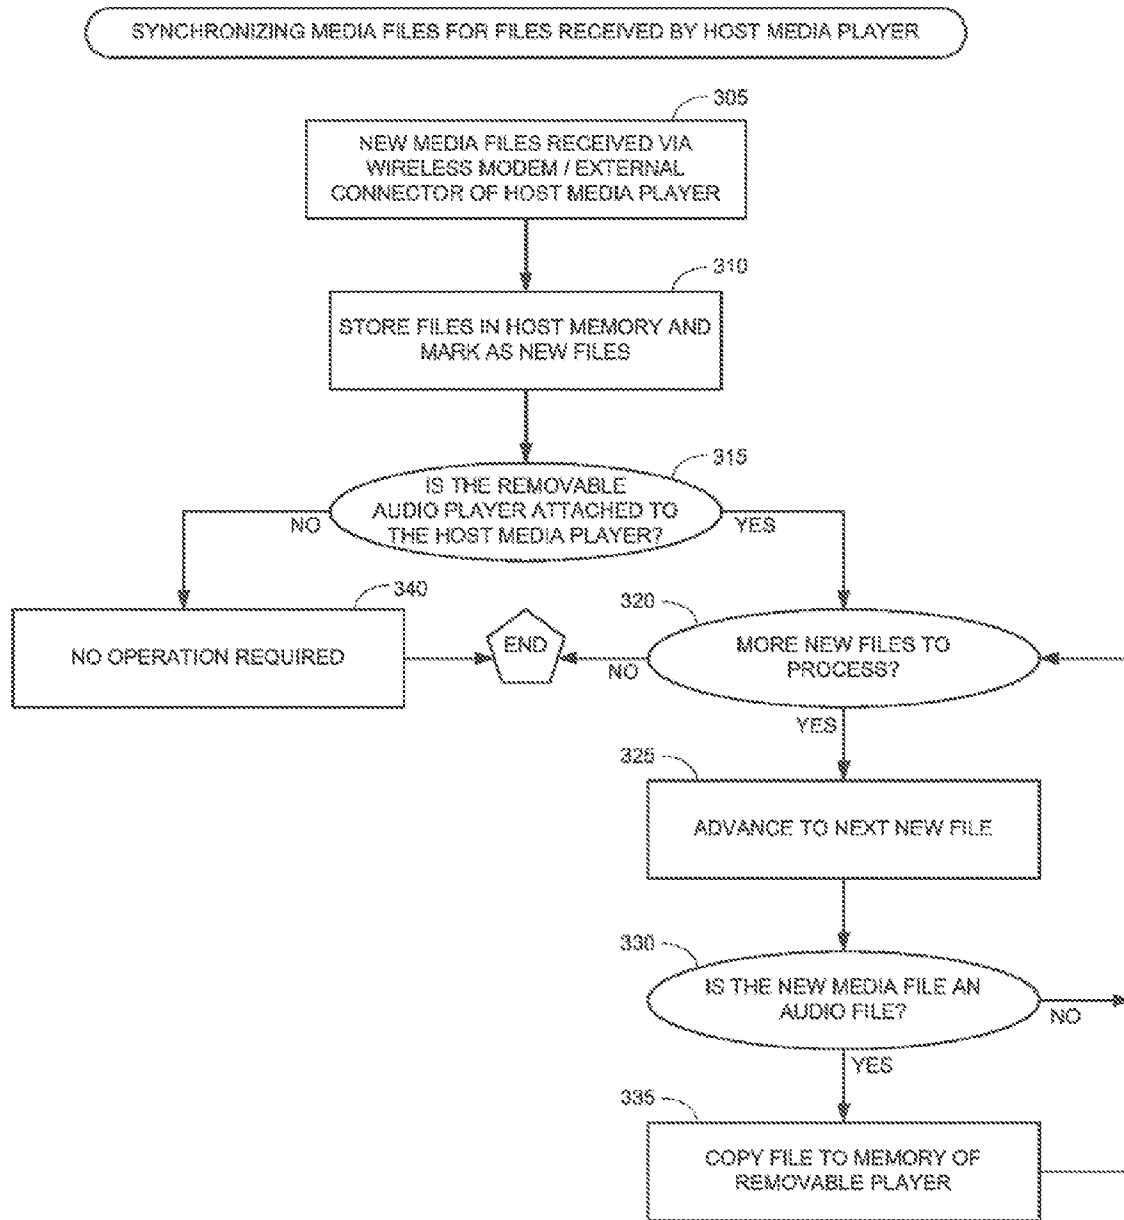 SYNCHRONIZING MEDIA FILES FOR FILES RECEIVED BY HOST MEDIA PLAYER
305
NEW MEDIA FILES RECEIVED VIA
WIRELESS MODEM / EXTERNAL
CONNECTOR OF HOST MEDIA PLAYER
310
STORE FILES IN HOST MEMORY AND
MARK AS NEW FILES
315
IS THE REMOVABLE
AUDIO PLAYER ATTACHED TO
THE HOST MEDIA PLAYER?
NO
YES
340
NO OPERATION REQUIRED
END
320
MORE NEW FILES TO
PROCESS?
NO
YES
325
ADVANCE TO NEXT NEW FILE
330
IS THE NEW MEDIA FILE AN
AUDIO FILE?
NO
YES
335
COPY FILE TO MEMORY OF
REMOVABLE PLAYER